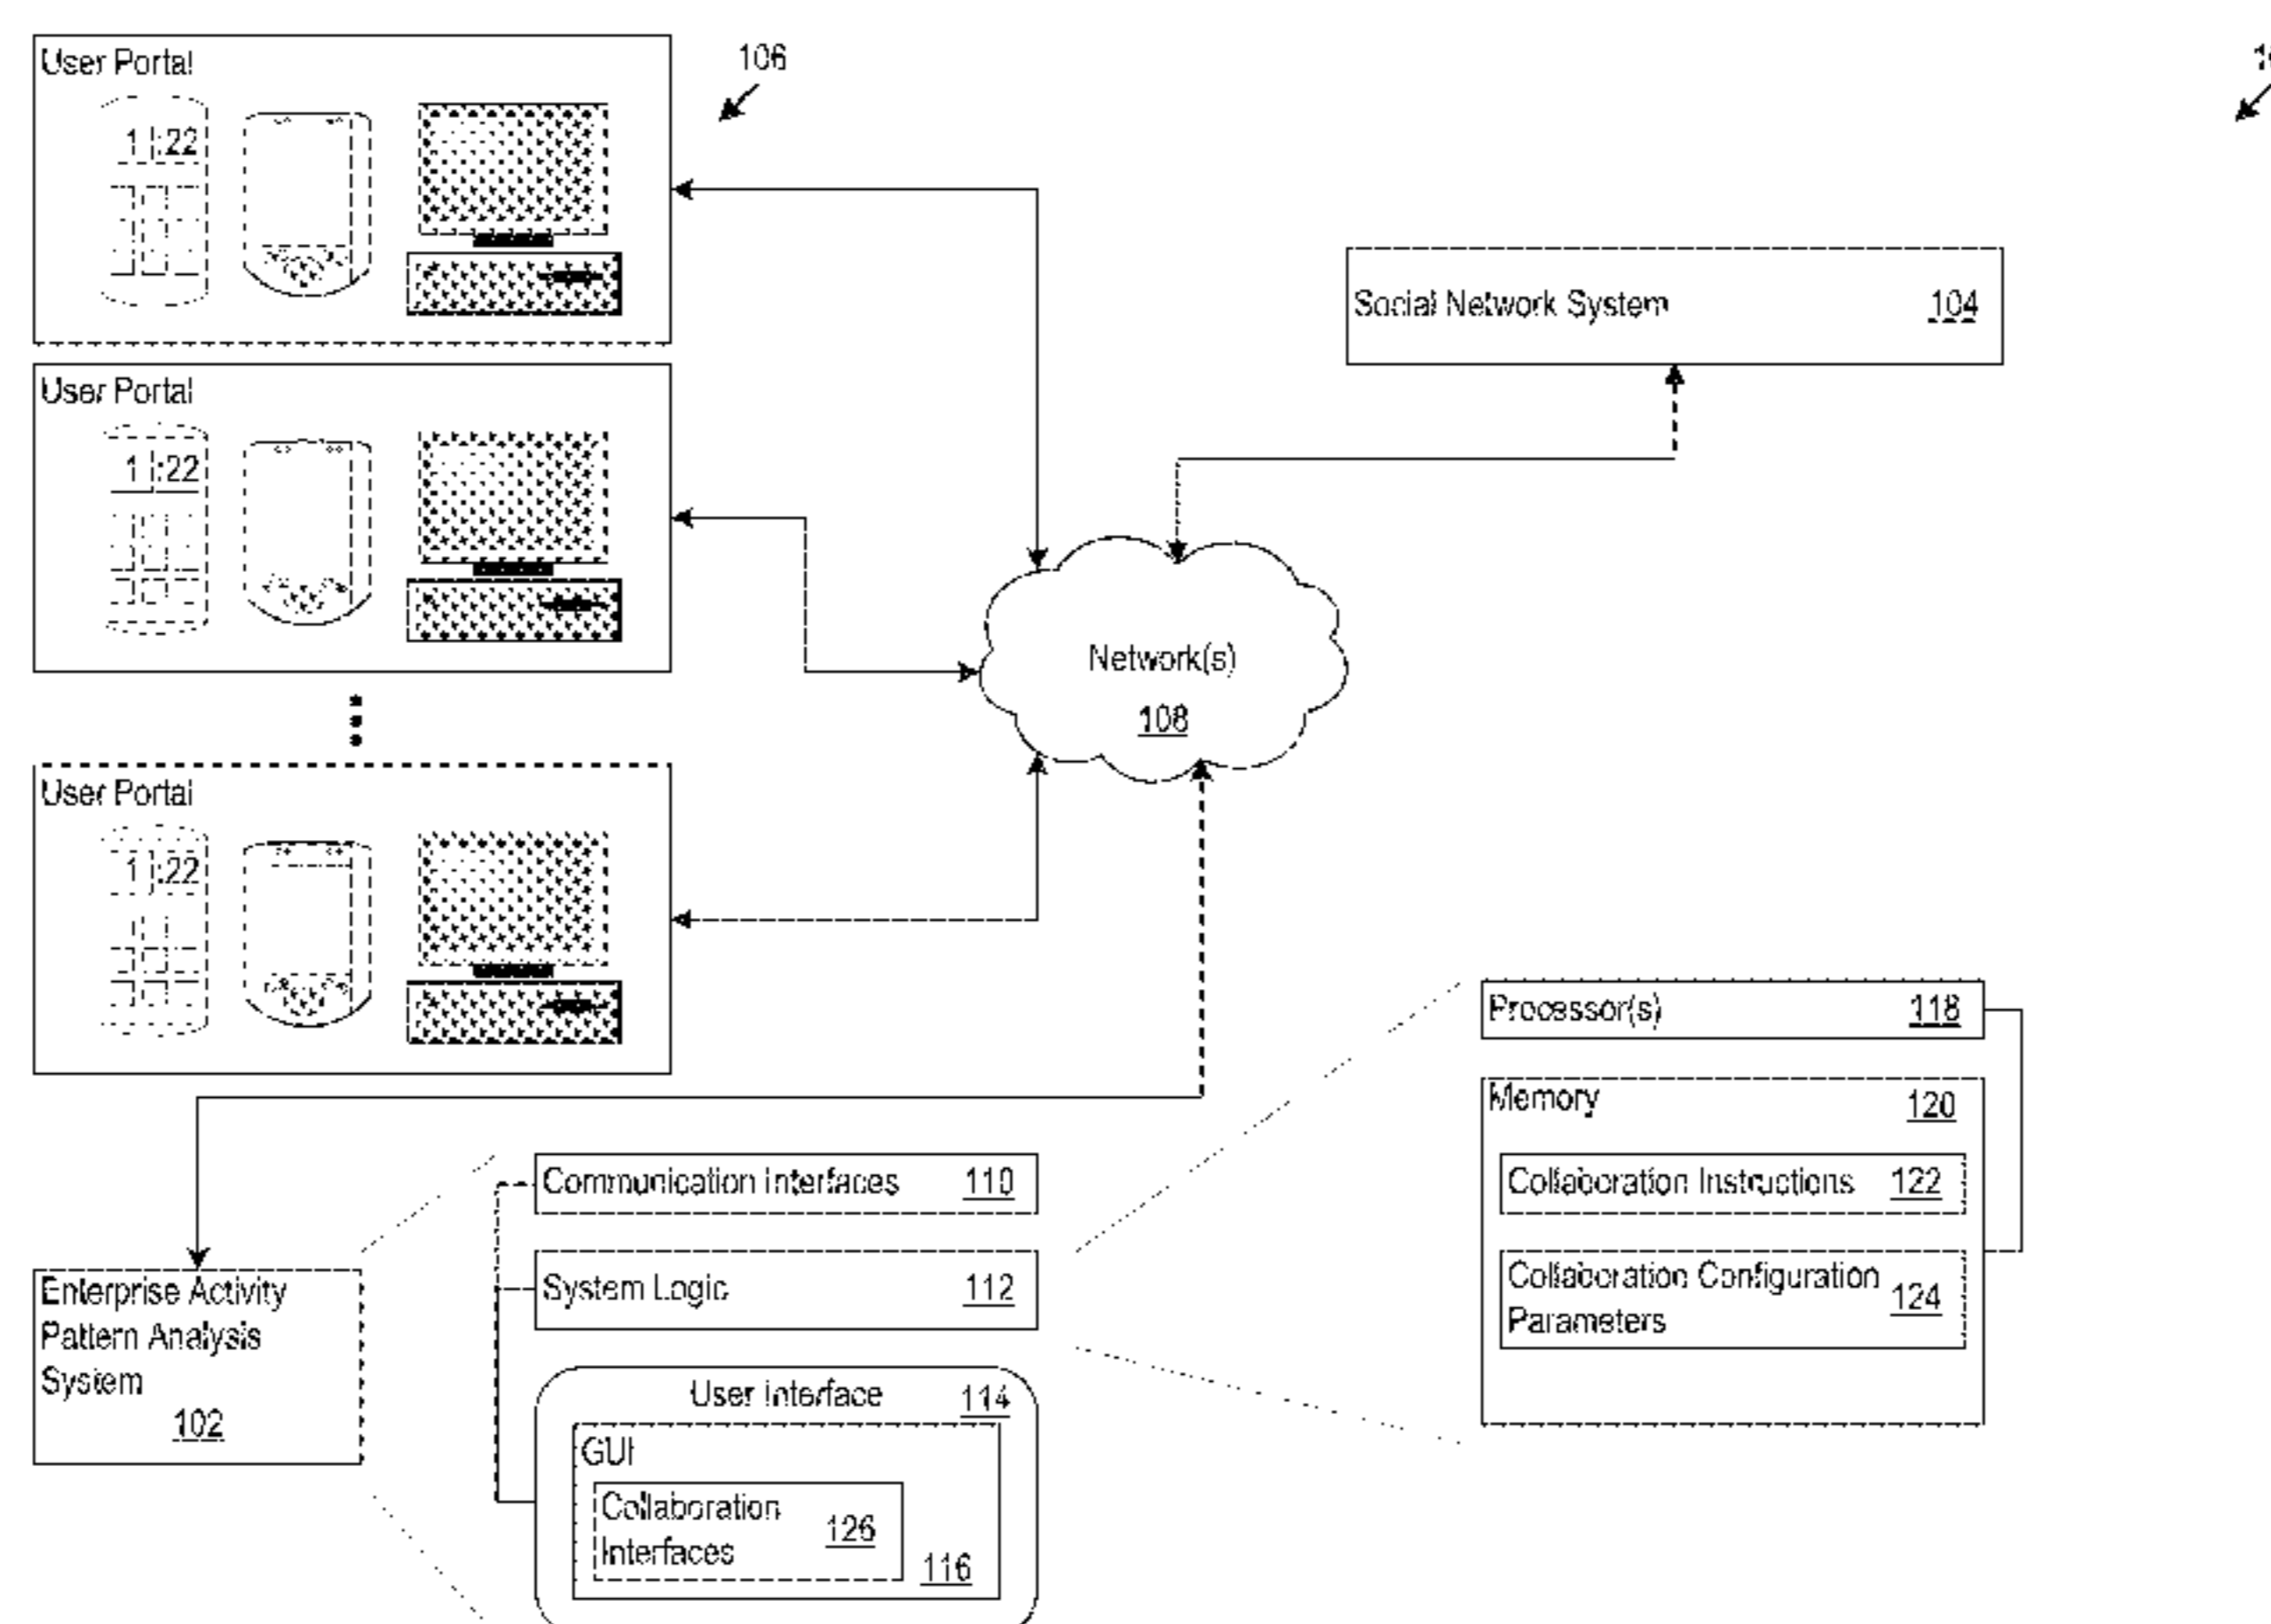 User Portal
106
1 :22
User Portal
1 :22
User Portal
1 :22
Social Network System 104
Network(s)
108
Processor(s) 118
Memory 120
Collaboration Instructions 122
Collaboration Configuration
Parameters 124
Communication Interfaces 110
System Logic 112
Enterprise Activity
Pattern Analysis
System
102
User Interface 114
GUI
Collaboration
Interfaces 126
116